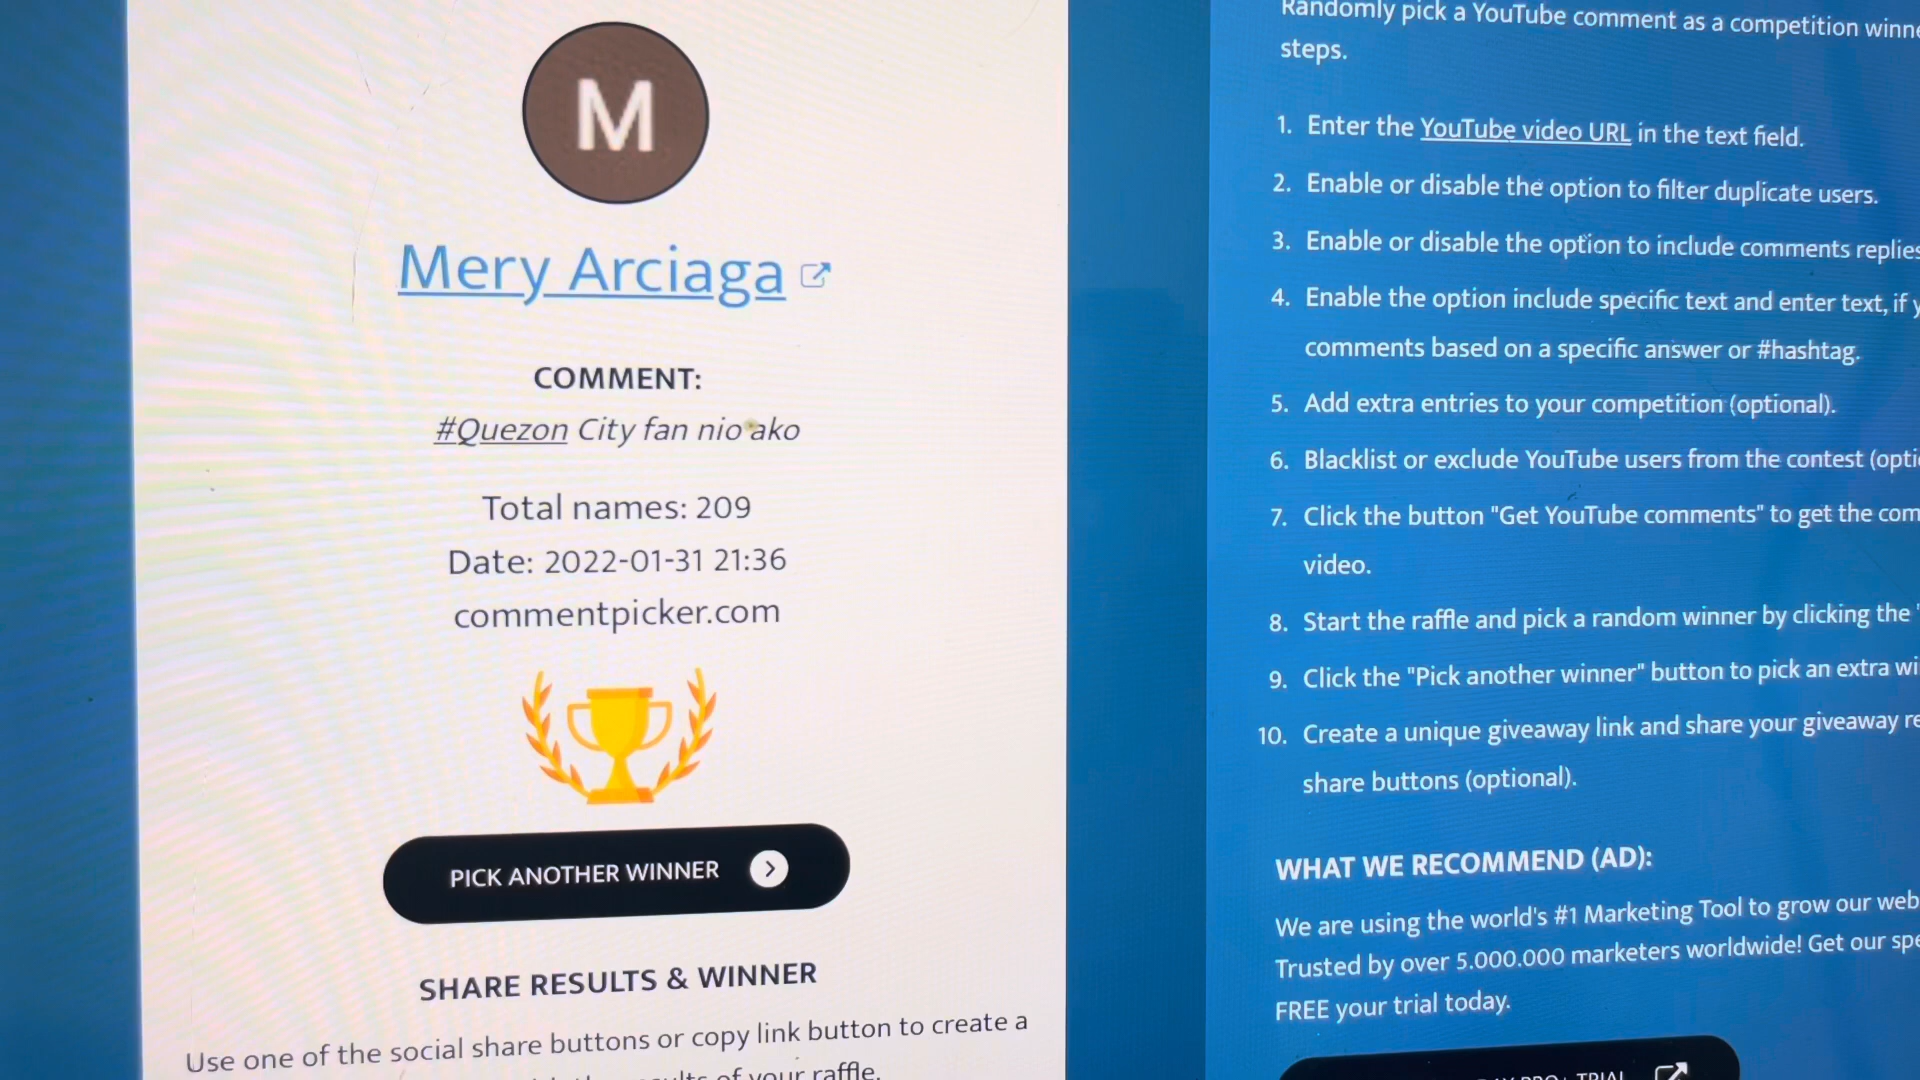 M
Mery Arciaga
COMMENT:
#Quezon City fan nio ako
Total names: 209
Date: 2022-01-31 21:36
commentpicker.com
PICK ANOTHER WINNER
SHARE RESULTS & WINNER
Use one of the social share buttons or copy link button to create a
of your raffle.
Randomly pick a YouTube comment as a competition
steps.
1. Enter the YouTube video URL in the text field.
2. Enable or disable the option to filter duplicate users.
3. Enable or disable the option to include comments replies
4. Enable the option include specific text and enter text, if
comments based on a specific answer or #hashtag.
5. Add extra entries to your competition (optional).
6. Blacklist or exclude YouTube users from the contest
7. Click the button "Get YouTube comments" to get the
video.
8. Start the raffle and pick a random winner by clicking the
9. Click the "Pick another winner" button to pick an extra
10. Create a unique giveaway link and share your giveaway
share buttons (optional).
WHAT WE RECOMMEND (AD):
We are using the world's #1 Marketing Tool to grow our
Trusted by over 5.000.000 marketers worldwide! Get our
FREE your trial today.
TRIAL